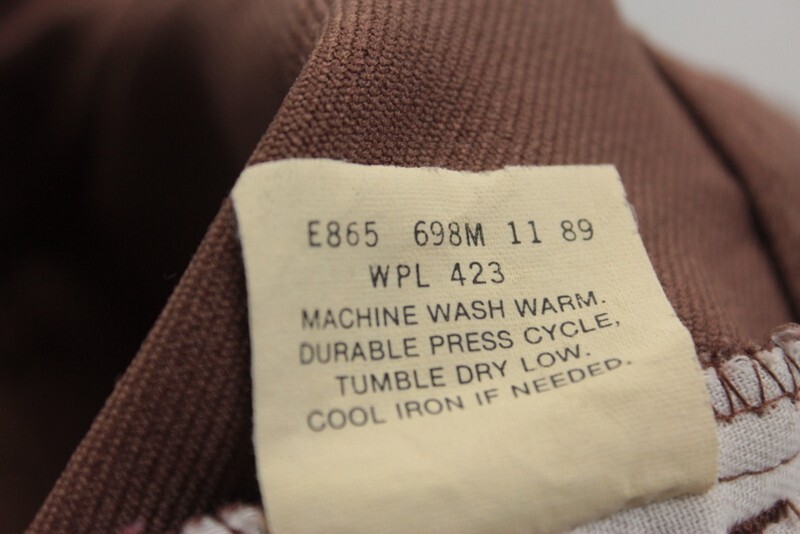 E865 698M 11 89
WPL 423
MACHINE WASH WARM.
DURABLE PRESS CYCLE,
TUMBLE DRY LOW.
COOL IRON IF NEEDED.